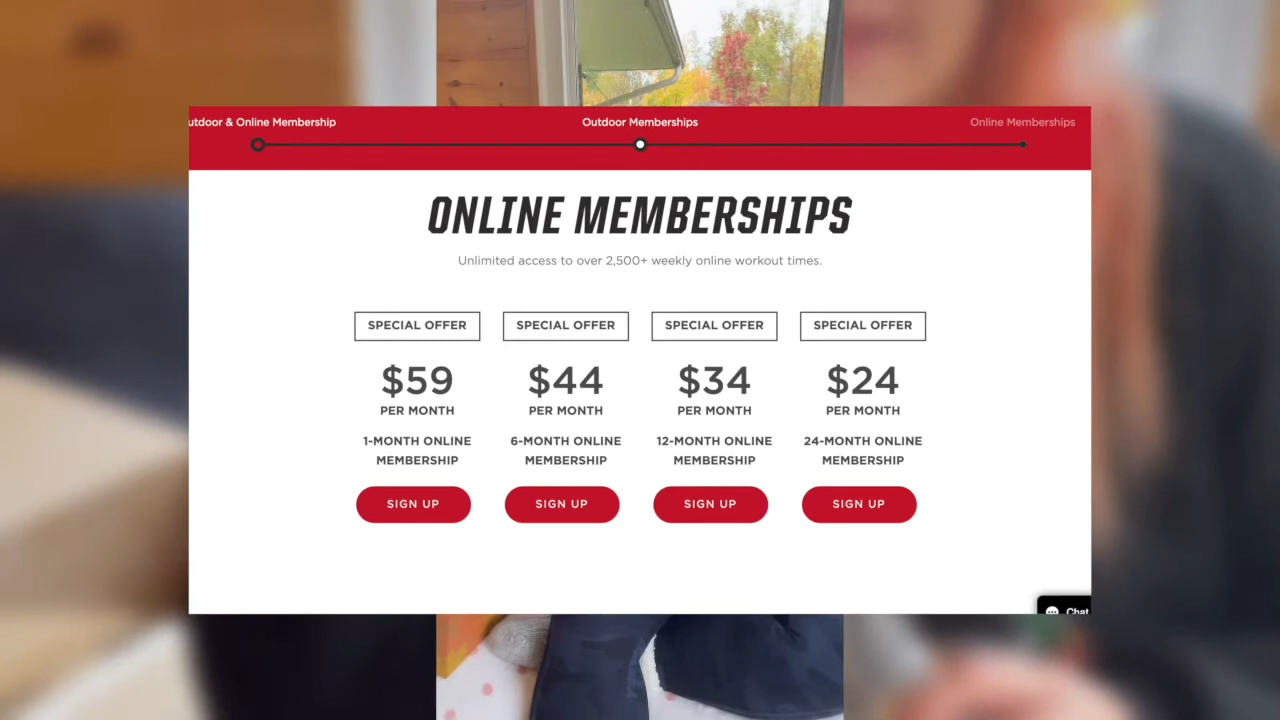 utdoor & Online Membership
Outdoor Memberships
Online Memberships
ONLINE MEMBERSHIPS
Unlimited access to over 2,500+ weekly online workout times.
SPECIAL OFFER SPECIAL OFFER SPECIAL OFFER SPECIAL OFFER
$59 $44 $34 $24
PER MONTH PER MONTH PER MONTH PER MONTH
1-MONTH ONLINE 6-MONTH ONLINE 12-MONTH ONLINE 24-MONTH ONLINE
MEMBERSHIP MEMBERSHIP MEMBERSHIP MEMBERSHIP
SIGN UP SIGN UP SIGN UP SIGN UP
Chat